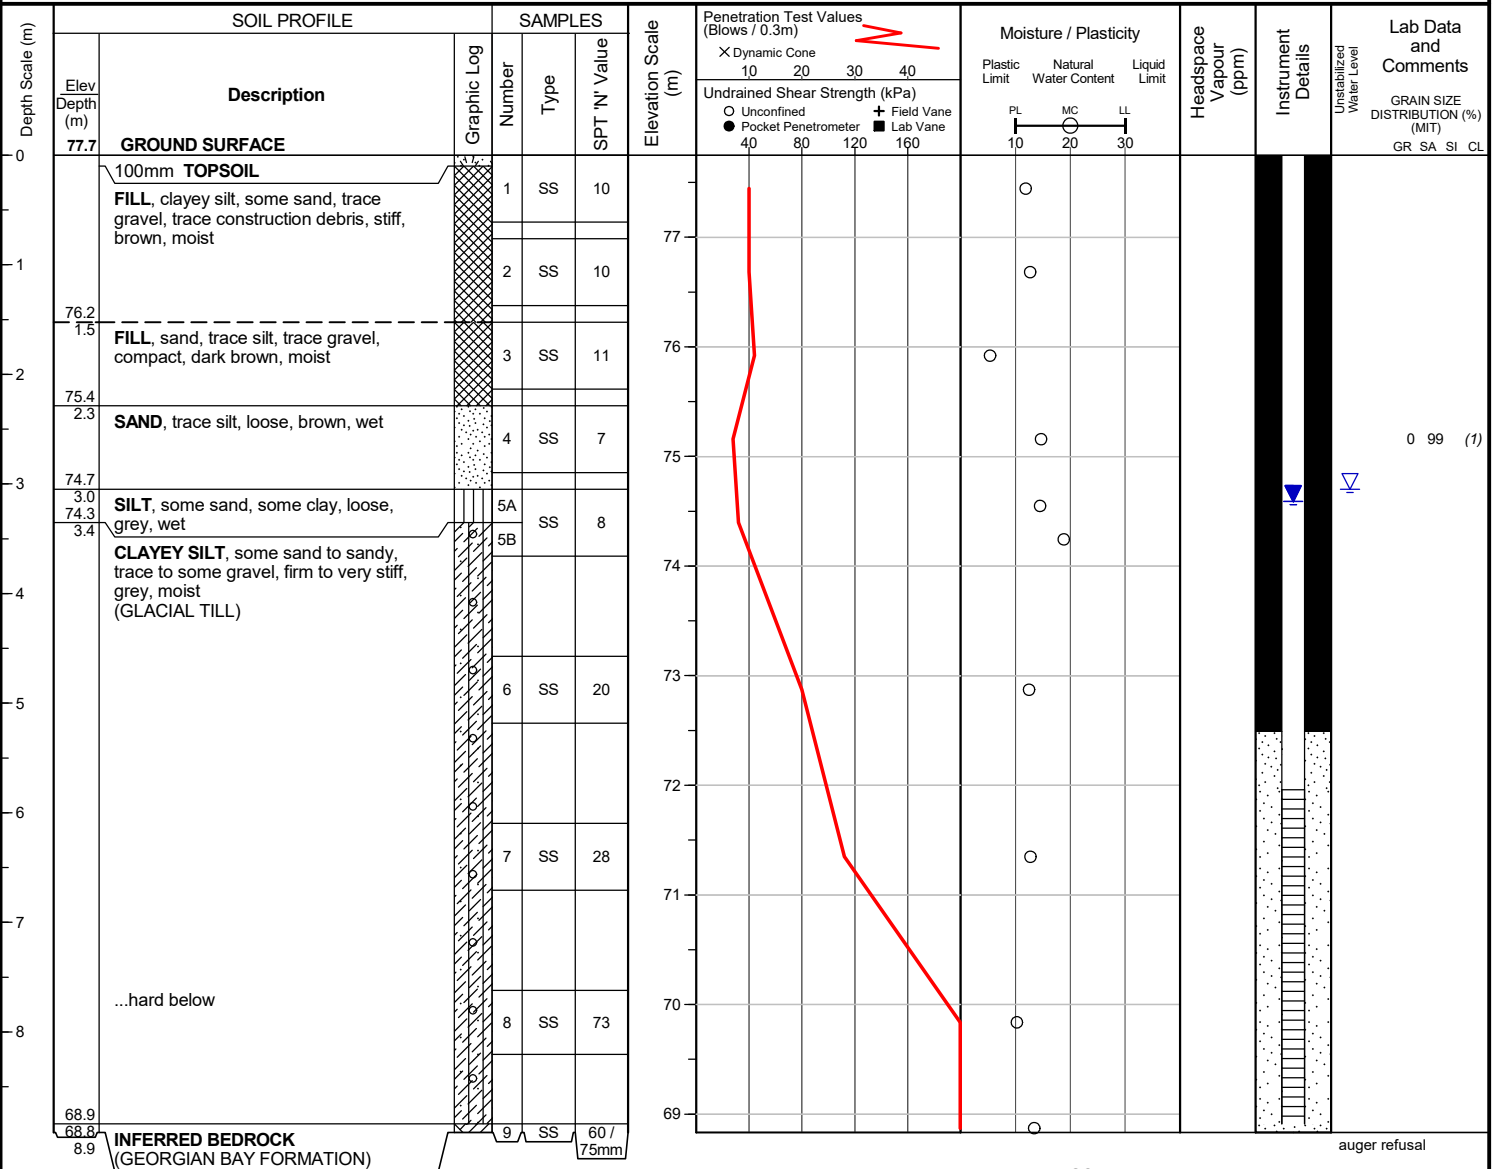 SOIL PROFILE
SAMPLES
Depth Scale (m)
Elev
Depth
(m)
Description
Graphic Log
Number
Type
SPT 'N' Value
Elevation Scale
(m)
Penetration Test Values
(Blows / 0.3m)
× Dynamic Cone
10 20 30 40
Undrained Shear Strength (kPa)
Unconfined + Field Vane
Pocket Penetrometer Lab Vane
40 80 120 160
Moisture / Plasticity
Plastic Limit
Natural Water Content
Liquid Limit
PL MC LL
10 20 30
Headspace
Vapour
(ppm)
Instrument
Details
Unstabilized
Water Level
Lab Data
and
Comments
GRAIN SIZE
DISTRIBUTION (%)
(MIT)
GR SA SI CL
77.7 GROUND SURFACE
0
100mm TOPSOIL
FILL, clayey silt, some sand, trace
gravel, trace construction debris, stiff,
brown, moist
1 SS 10
77
1
2 SS 10
76.2
1.5
FILL, sand, trace silt, trace gravel,
compact, dark brown, moist
3 SS 11
76
2
75.4
2.3
SAND, trace silt, loose, brown, wet
4 SS 7
0 99 (1)
75
74.7
3
3.0
SILT, some sand, some clay, loose,
grey, wet
74.3
3.4
5A
SS 8
5B
CLAYEY SILT, some sand to sandy,
trace to some gravel, firm to very stiff,
grey, moist
(GLACIAL TILL)
74
4
73
6 SS 20
5
72
6
7 SS 28
71
7
...hard below
70
8 SS 73
8
69
68.9
68.8
8.9
INFERRED BEDROCK
(GEORGIAN BAY FORMATION)
9 SS 60 /
75mm
auger refusal